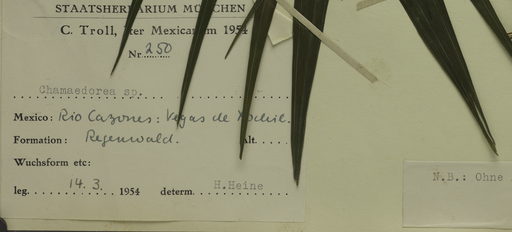 STAATSHERBARIUM MÜNCHEN
C. Troll, iter Mexicanum 1954
Nr. 250
Chamaedorea sp.
Mexico: Rio Cazones: Vegas de Xochil.
Formation: Regenwald. Alt.
Wuchsform etc:
leg. 14. 3. 1954 determ. H.Heine
N.B.: Ohne